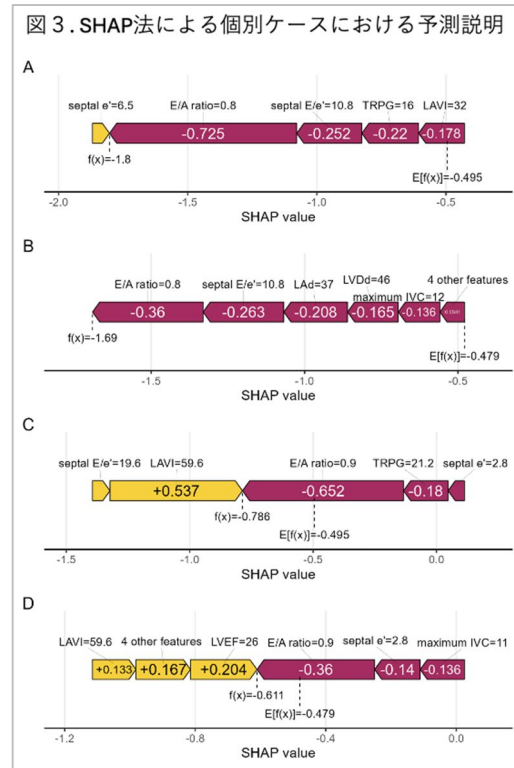 図３.SHAP法による個別ケースにおける予測説明
A
septal e'=6.5 E/A ratio=0.8 septal E/e'=10.8 TRPG=16 LAVI=32
-0.725 -0.252 -0.22 -0.178
f(x)=-1.8
E[f(x)]=-0.495
-2.0 -1.5 -1.0 -0.5
SHAP value
B
E/A ratio=0.8 septal E/e'=10.8 LAd=37 LVDd=46 maximum IVC=12 4 other features
-0.36 -0.263 -0.208 -0.165 -0.136
f(x)=-1.69
E[f(x)]=-0.479
-1.5 -1.0 -0.5
SHAP value
C
septal E/e'=19.6 LAVI=59.6 E/A ratio=0.9 TRPG=21.2 septal e'=2.8
+0.537 -0.652 -0.18
f(x)=-0.786
E[f(x)]=-0.495
-1.5 -1.0 -0.5 0.0
SHAP value
D
LAVI=59.6 4 other features LVEF=26 E/A ratio=0.9 septal e'=2.8 maximum IVC=11
+0.133 +0.167 +0.204 -0.36 -0.14 -0.136
f(x)=-0.611
E[f(x)]=-0.479
-1.2 -0.8 -0.4 0.0
SHAP value